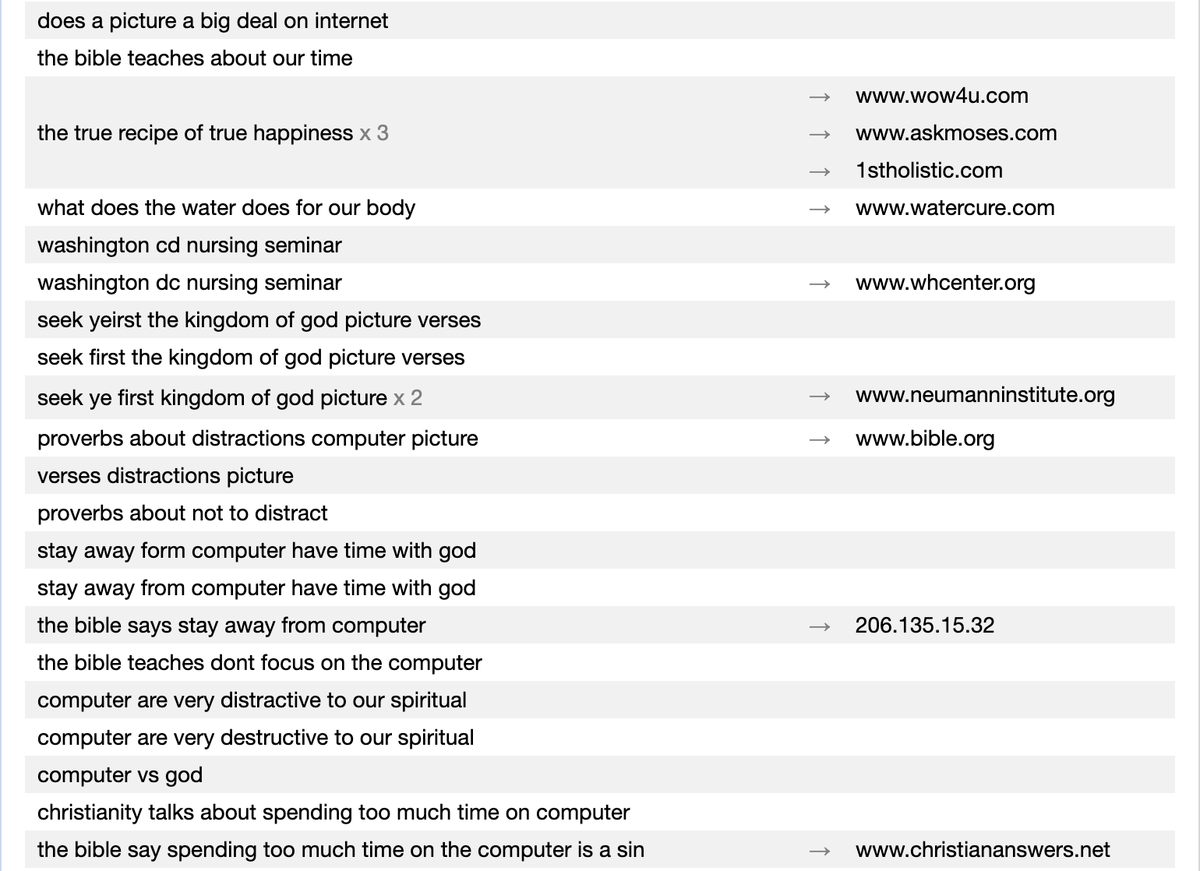 does a picture a big deal on internet
the bible teaches about our time
the true recipe of true happiness x 3
→ www.wow4u.com
→ www.askmoses.com
→ 1stholistic.com
what does the water does for our body → www.watercure.com
washington cd nursing seminar
washington dc nursing seminar → www.whcenter.org
seek yeirst the kingdom of god picture verses
seek first the kingdom of god picture verses
seek ye first kingdom of god picture x 2 → www.neumanninstitute.org
proverbs about distractions computer picture → www.bible.org
verses distractions picture
proverbs about not to distract
stay away form computer have time with god
stay away from computer have time with god
the bible says stay away from computer → 206.135.15.32
the bible teaches dont focus on the computer
computer are very distractive to our spiritual
computer are very destructive to our spiritual
computer vs god
christianity talks about spending too much time on computer
the bible say spending too much time on the computer is a sin → www.christiananswers.net